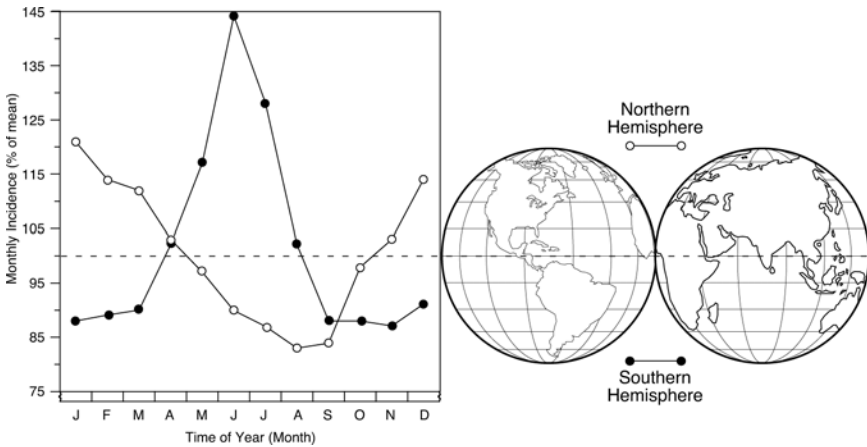 145
135
125
115
105
95
85
75
Monthly Incidence (% of mean)
J F M A M J J A S O N D
Time of Year (Month)
Northern
Hemisphere
Southern
Hemisphere